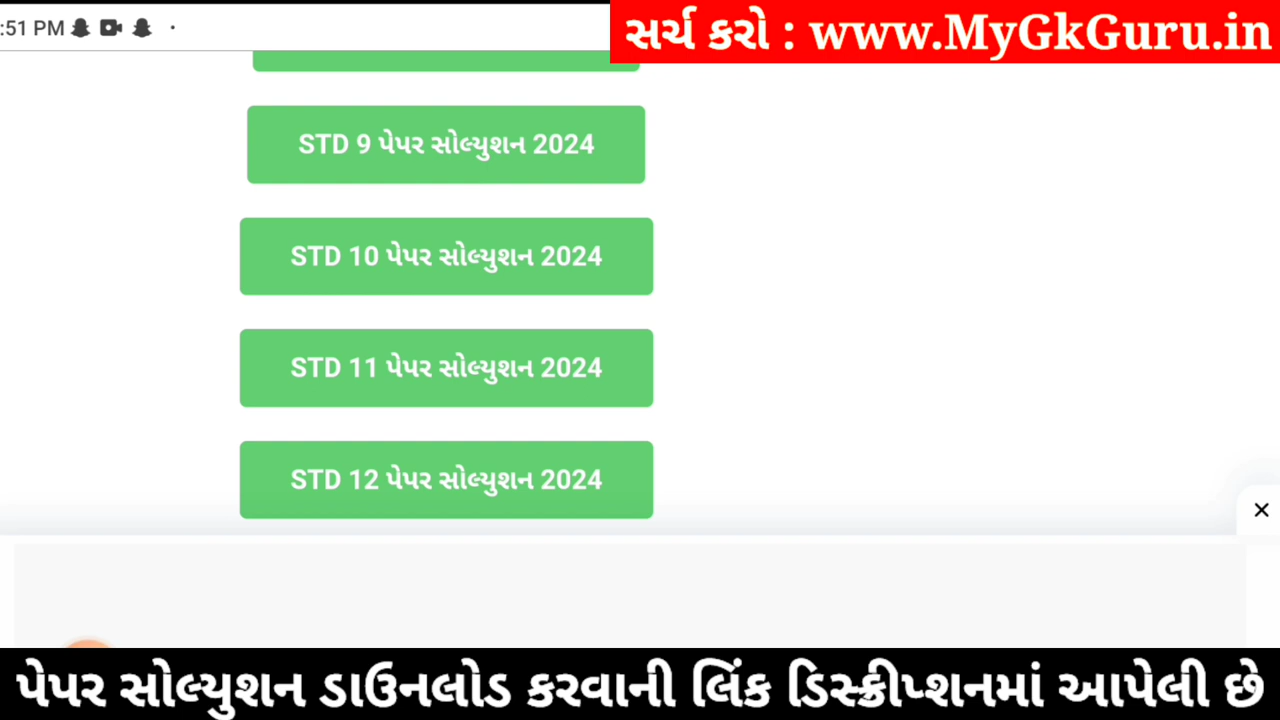 :51 PM
સર્ચ કરો : www.MyGkGuru.in
STD 9 પેપર સોલ્યુશન 2024
STD 10 પેપર સોલ્યુશન 2024
STD 11 પેપર સોલ્યુશન 2024
STD 12 પેપર સોલ્યુશન 2024
પેપર સોલ્યુશન ડાઉનલોડ કરવાની લિંક ડિસ્ક્રીપ્શનમાં આપેલી છે